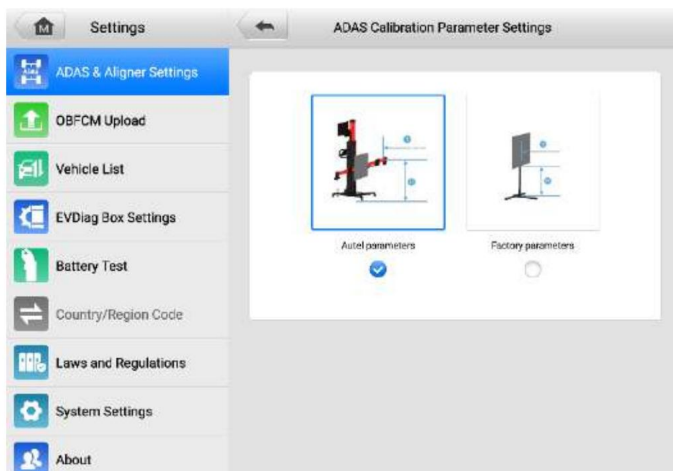 Settings
ADAS Calibration Parameter Settings
ADAS & Aligner Settings
OBFCM Upload
Vehicle List
EVDiag Box Settings
Battery Test
Country/Region Code
Laws and Regulations
System Settings
About
Autel parameters
Factory parameters